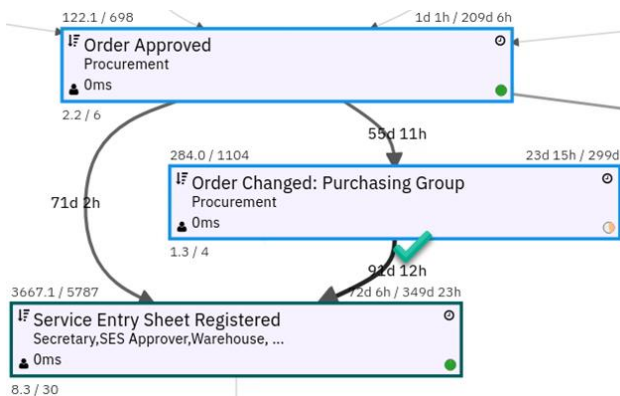 122.1 / 698
1d 1h / 209d 6h
Order Approved
Procurement
0ms
2.2 / 6
55d 11h
284.0 / 1104
23d 15h / 299d
71d 2h
Order Changed: Purchasing Group
Procurement
0ms
1.3 / 4
91d 12h
3667.1 / 5787
72d 6h / 349d 23h
Service Entry Sheet Registered
Secretary,SES Approver,Warehouse, ...
0ms
8.3 / 30